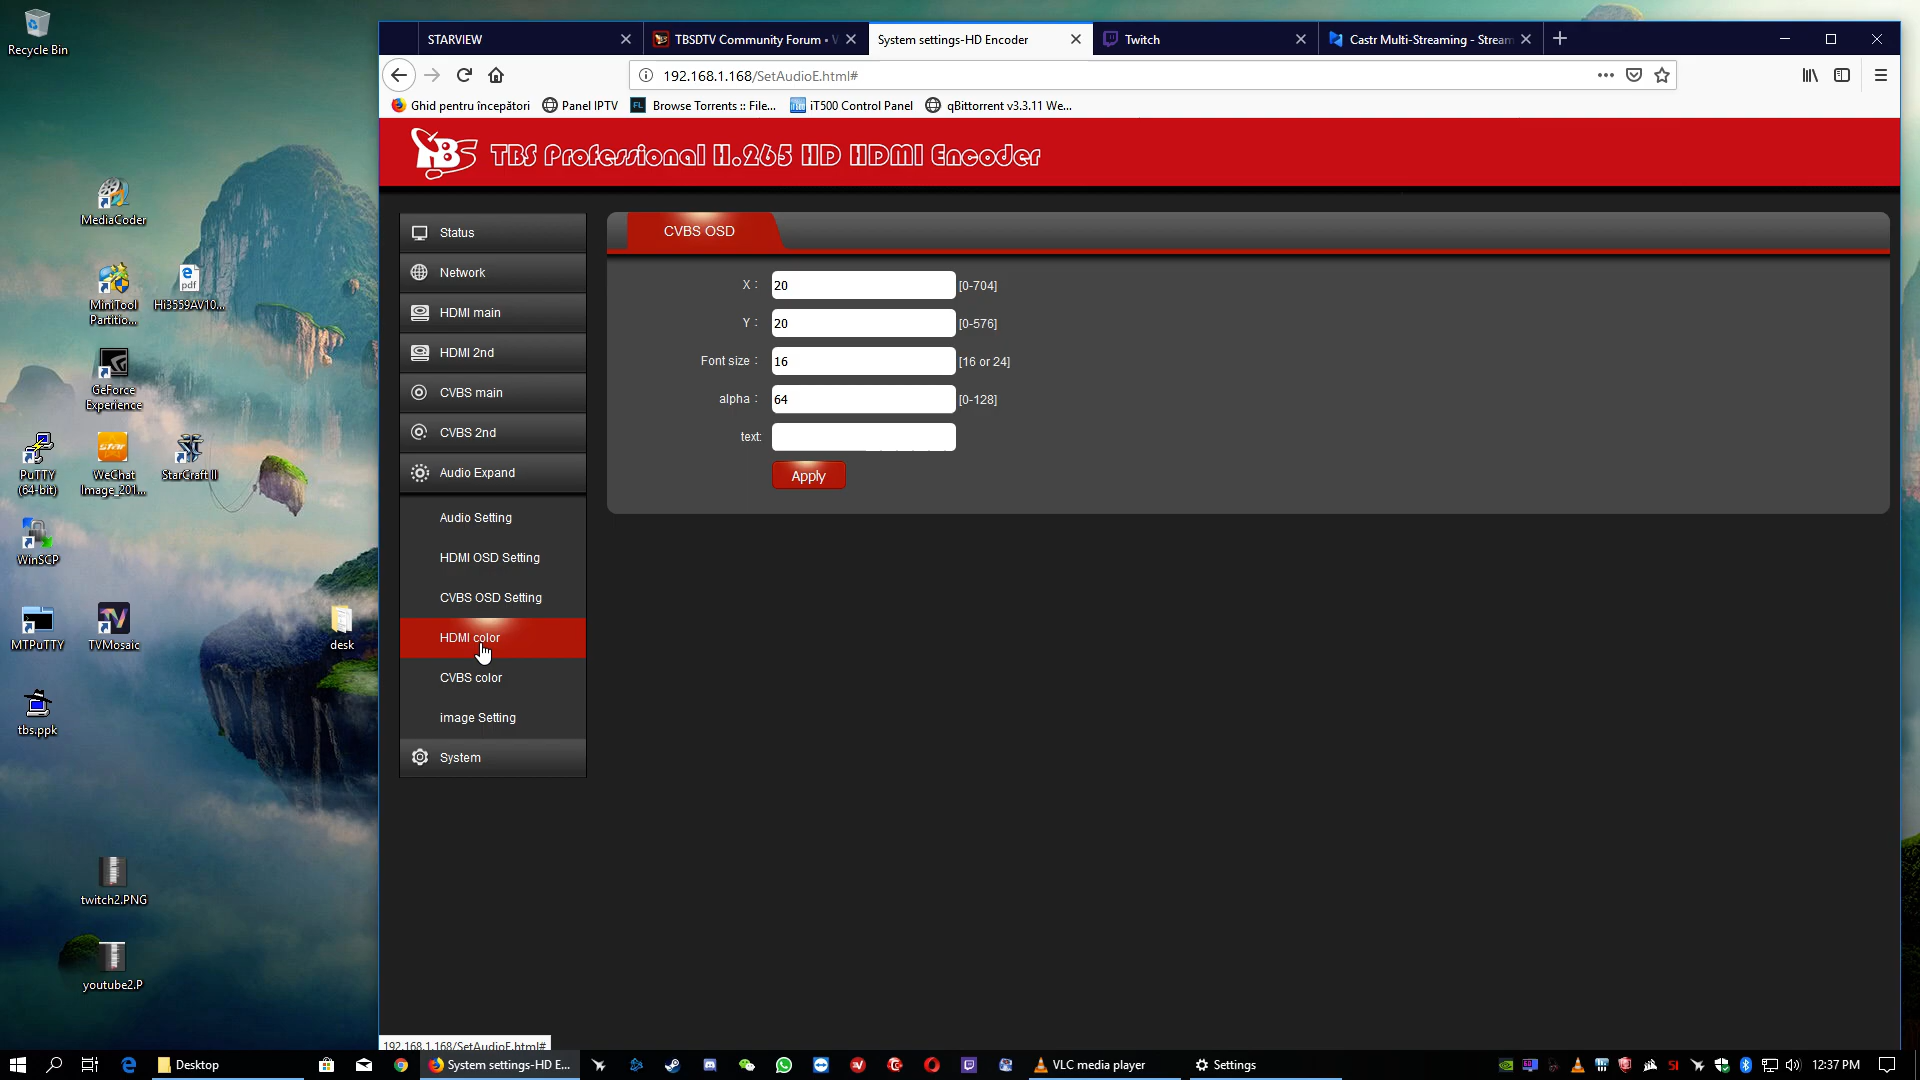 Recycle Bin
MediaCoder
MiniTool
Partitio...
pdf
Hi3559AV10...
GeForce
Experience
PuTTY
(64-bit)
WeChat
Image_201...
StarCraft II
WinSCP
MTPuTTY
TVMosaic
desk
tbs.ppk
twitch2.PNG
youtube2.P
STARVIEW
TBSDTV Community Forum •
System settings-HD Encoder
Twitch
Castr Multi-Streaming - Stream
192.168.1.168/SetAudioE.html#
Ghid pentru începători
Panel IPTV
FL
Browse Torrents :: File...
iT500 Control Panel
qBittorrent v3.3.11 We...
TBS
TBS Professional H.265 HD HDMI Encoder
Status
Network
HDMI main
HDMI 2nd
CVBS main
CVBS 2nd
Audio Expand
Audio Setting
HDMI OSD Setting
CVBS OSD Setting
HDMI color
CVBS color
image Setting
System
CVBS OSD
X : 20 [0-704]
Y : 20 [0-576]
Font size : 16 [16 or 24]
alpha : 64 [0-128]
text:
Apply
192.168.1.168/SetAudioE.html#
Desktop
System settings-HD E...
VLC media player
Settings
12:37 PM